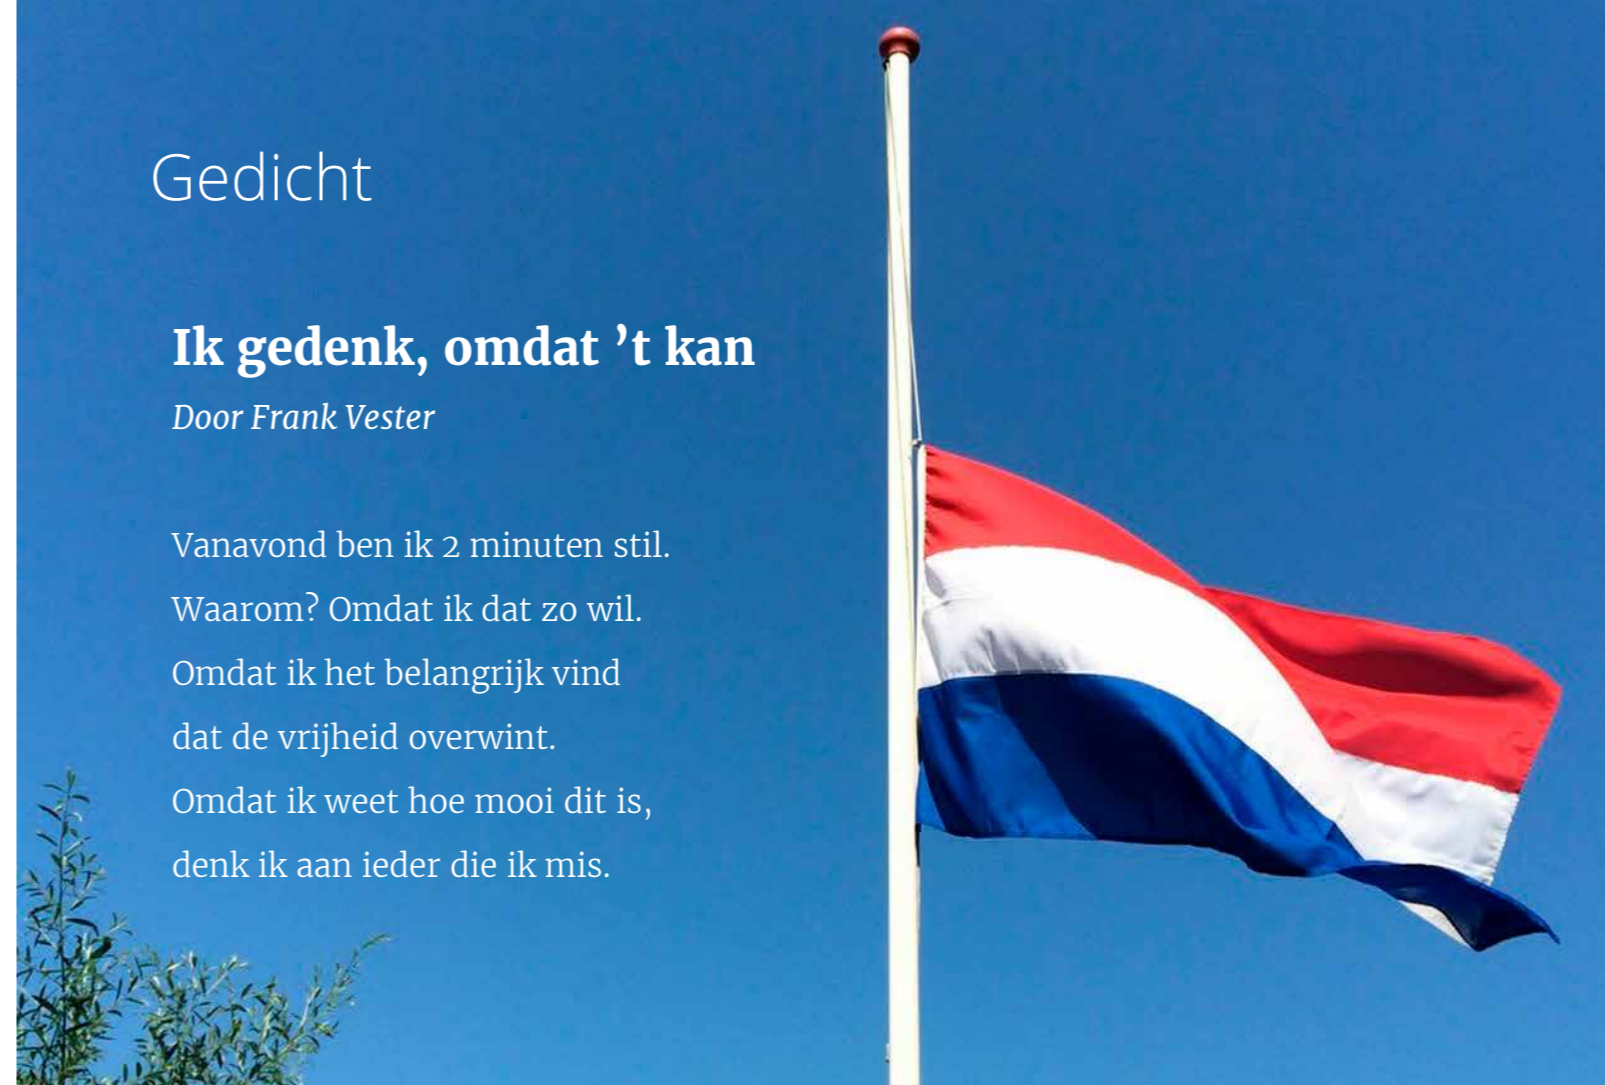 Gedicht
Ik gedenk, omdat ’t kan
Door Frank Vester
Vanavond ben ik 2 minuten stil.
Waarom? Omdat ik dat zo wil.
Omdat ik het belangrijk vind
dat de vrijheid overwint.
Omdat ik weet hoe mooi dit is,
denk ik aan ieder die ik mis.